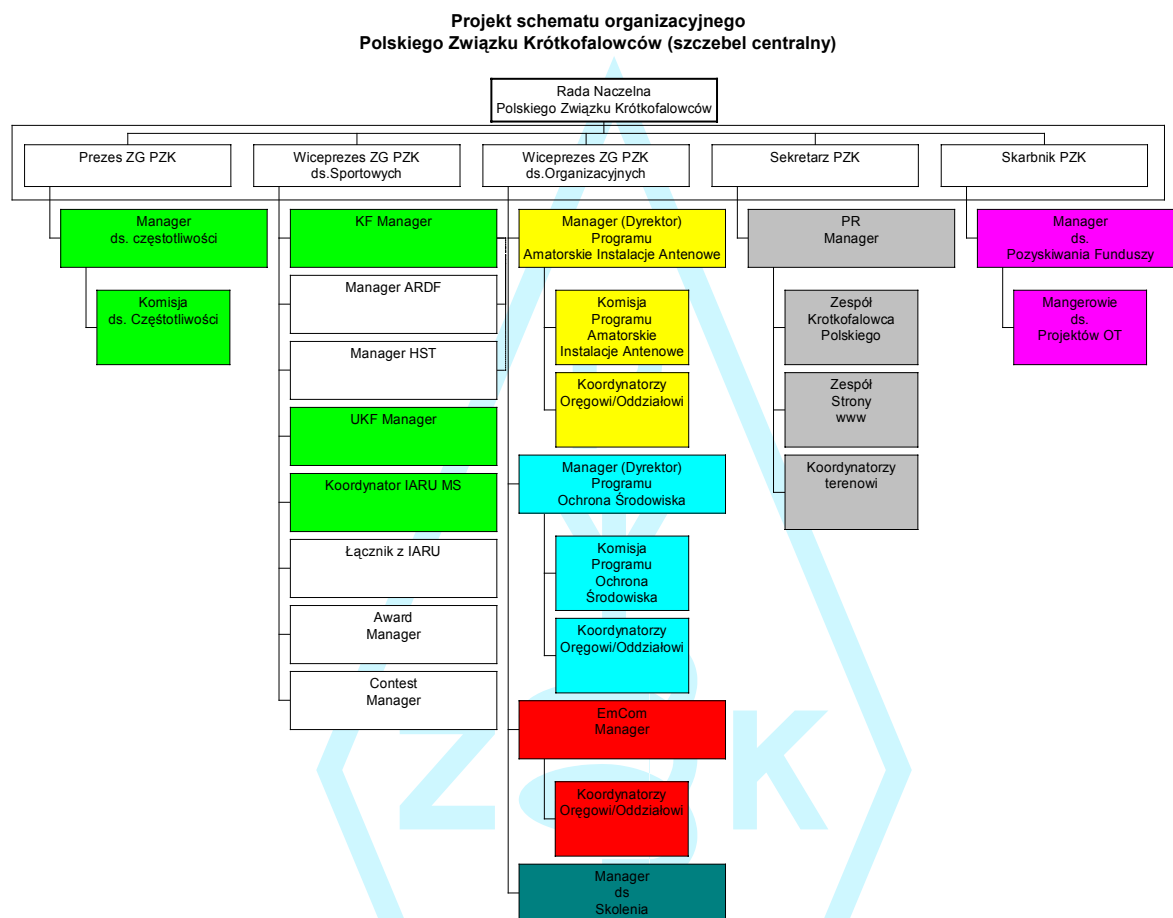 Projekt schematu organizacyjnego
Polskiego Związku Krótkofalowców (szczebel centralny)
Rada Naczelna
Polskiego Związku Krótkofalowców
Prezes ZG PZK
Wiceprezes ZG PZK
ds.Sportowych
Wiceprezes ZG PZK
ds.Organizacyjnych
Sekretarz PZK
Skarbnik PZK
Manager
ds. częstotliwości
Komisja
ds. Częśtotliwości
KF Manager
Manager ARDF
Manager HST
UKF Manager
Koordynator IARU MS
Łącznik z IARU
Award
Manager
Contest
Manager
Manager (Dyrektor)
Programu
Amatorskie Instalacje Antenowe
Komisja
Programu
Amatorskie
Instalacje Antenowe
Koordynatorzy
Oręgowi/Oddziałowi
Manager (Dyrektor)
Programu
Ochrona Środowiska
Komisja
Programu
Ochrona
Środowiska
Koordynatorzy
Oręgowi/Oddziałowi
EmCom
Manager
Koordynatorzy
Oręgowi/Oddziałowi
Manager
ds
Skolenia
PR
Manager
Zespół
Krotkofalowca
Polskiego
Zespół
Strony
www
Koordynatorzy
terenowi
Manager
ds.
Pozyskiwania Funduszy
Mangerowie
ds.
Projektów OT
Z K